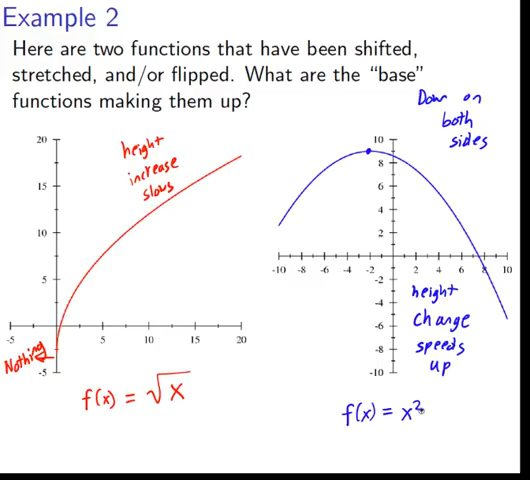 Example 2
Here are two functions that have been shifted,
stretched, and/or flipped. What are the “base”
functions making them up?
height
increase
slows
20
15
10
5
-5
-5
5
10
15
20
Nothing
f(x) = √x
Down on
both
sides
10
8
6
4
2
-2
-4
-6
-8
-10
-10
-8
-6
-4
-2
2
4
6
8
10
height
change
speeds
up
f(x) = x²